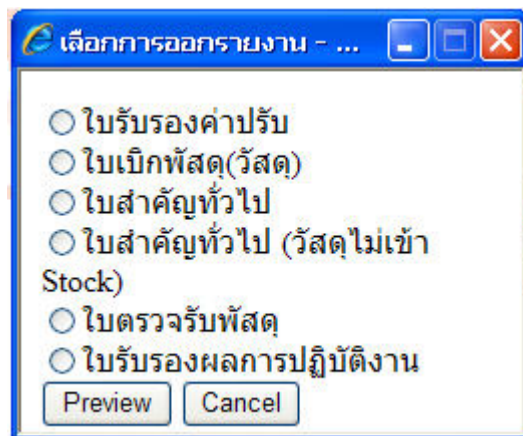 เลือกการออกรายงาน - ...
ใบรับรองค่าปรับ
ใบเบิกพัสดุ(วัสดุ)
ใบสำคัญทั่วไป
ใบสำคัญทั่วไป (วัสดุไม่เข้า
Stock)
ใบตรวจรับพัสดุ
ใบรับรองผลการปฏิบัติงาน
Preview Cancel